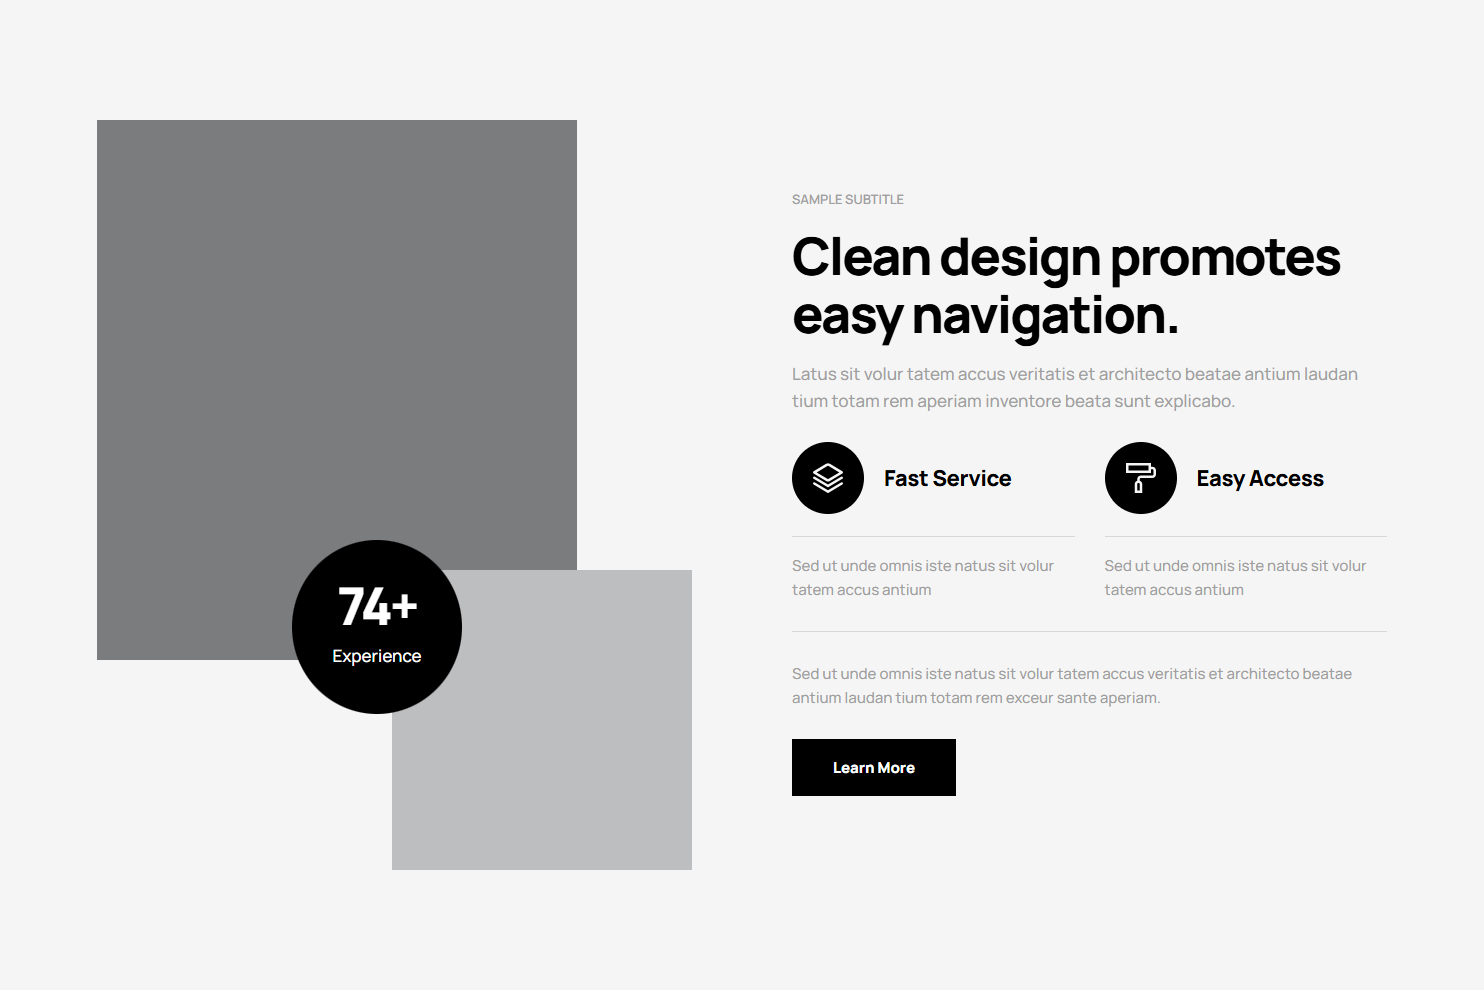 74+
Experience
SAMPLE SUBTITLE
Clean design promotes
easy navigation.
Latus sit volur tatem accus veritatis et architecto beatae antium laudan
tium totam rem aperiam inventore beata sunt explicabo.
Fast Service
Sed ut unde omnis iste natus sit volur
tatem accus antium
Easy Access
Sed ut unde omnis iste natus sit volur
tatem accus antium
Sed ut unde omnis iste natus sit volur tatem accus veritatis et architecto beatae
antium laudan tium totam rem exceur sante aperiam.
Learn More